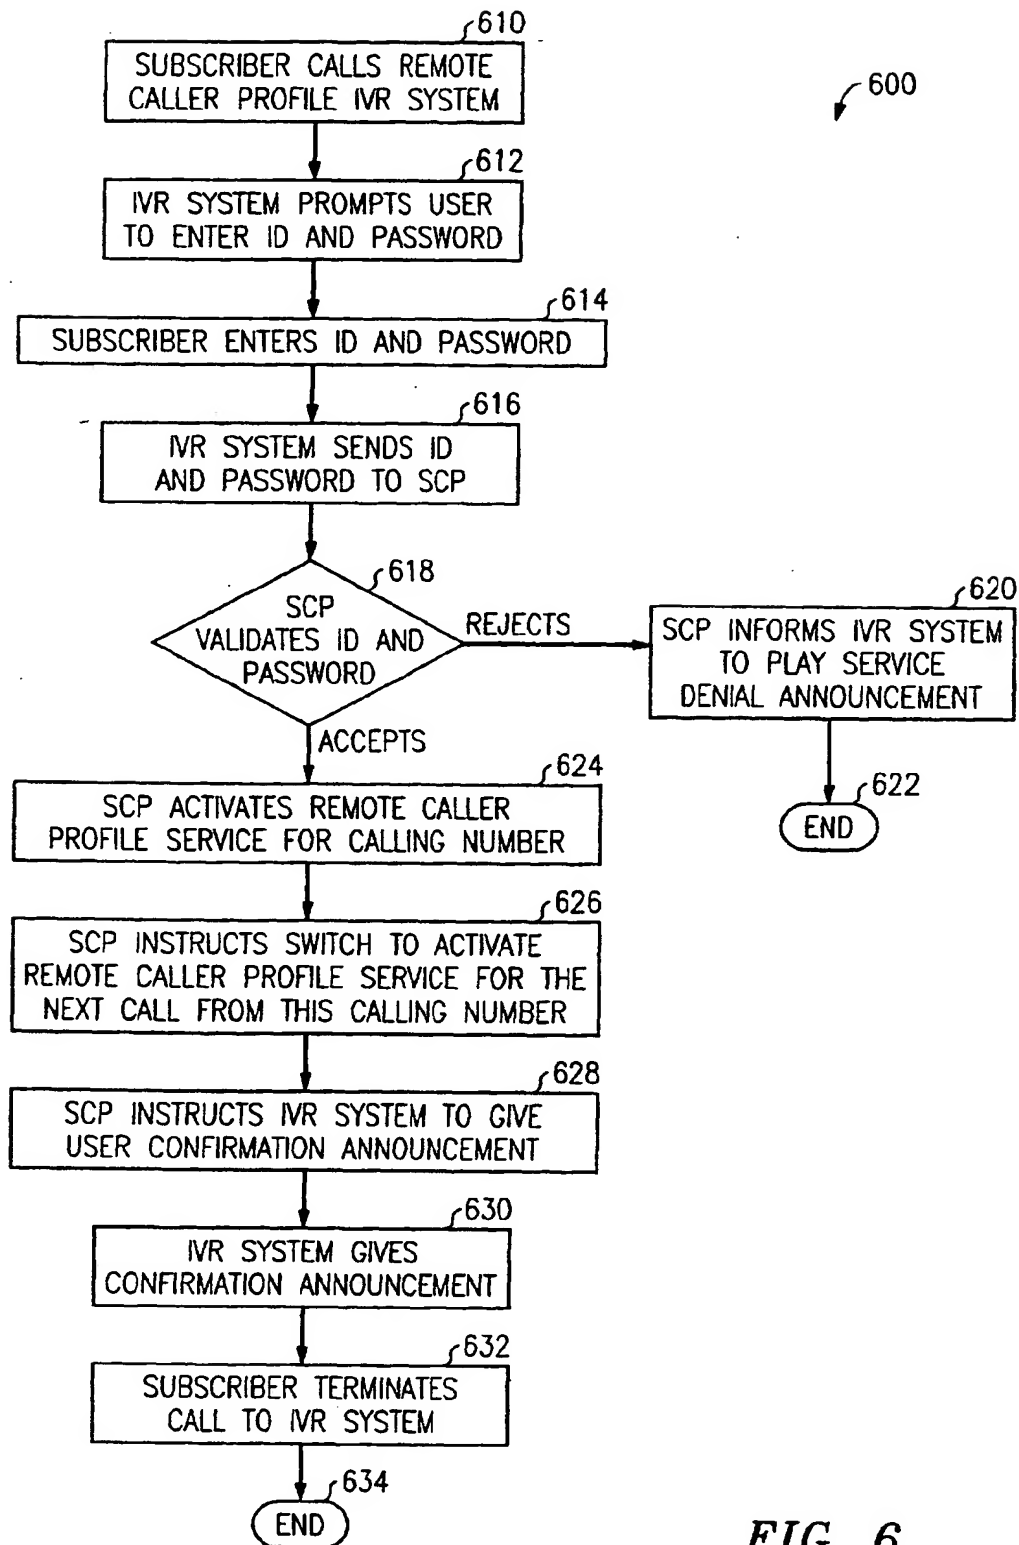 610
SUBSCRIBER CALLS REMOTE
CALLER PROFILE IVR SYSTEM
600
612
IVR SYSTEM PROMPTS USER
TO ENTER ID AND PASSWORD
614
SUBSCRIBER ENTERS ID AND PASSWORD
616
IVR SYSTEM SENDS ID
AND PASSWORD TO SCP
618
SCP
VALIDATES ID AND
PASSWORD
REJECTS
620
SCP INFORMS IVR SYSTEM
TO PLAY SERVICE
DENIAL ANNOUNCEMENT
622
END
ACCEPTS
624
SCP ACTIVATES REMOTE CALLER
PROFILE SERVICE FOR CALLING NUMBER
626
SCP INSTRUCTS SWITCH TO ACTIVATE
REMOTE CALLER PROFILE SERVICE FOR THE
NEXT CALL FROM THIS CALLING NUMBER
628
SCP INSTRUCTS IVR SYSTEM TO GIVE
USER CONFIRMATION ANNOUNCEMENT
630
IVR SYSTEM GIVES
CONFIRMATION ANNOUNCEMENT
632
SUBSCRIBER TERMINATES
CALL TO IVR SYSTEM
634
END
FIG. 6